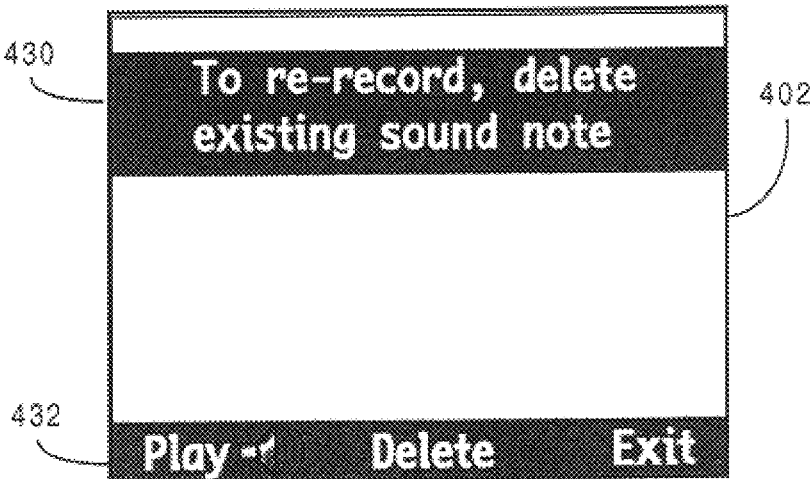 430
To re-record, delete
existing sound note
402
432
Play Delete Exit